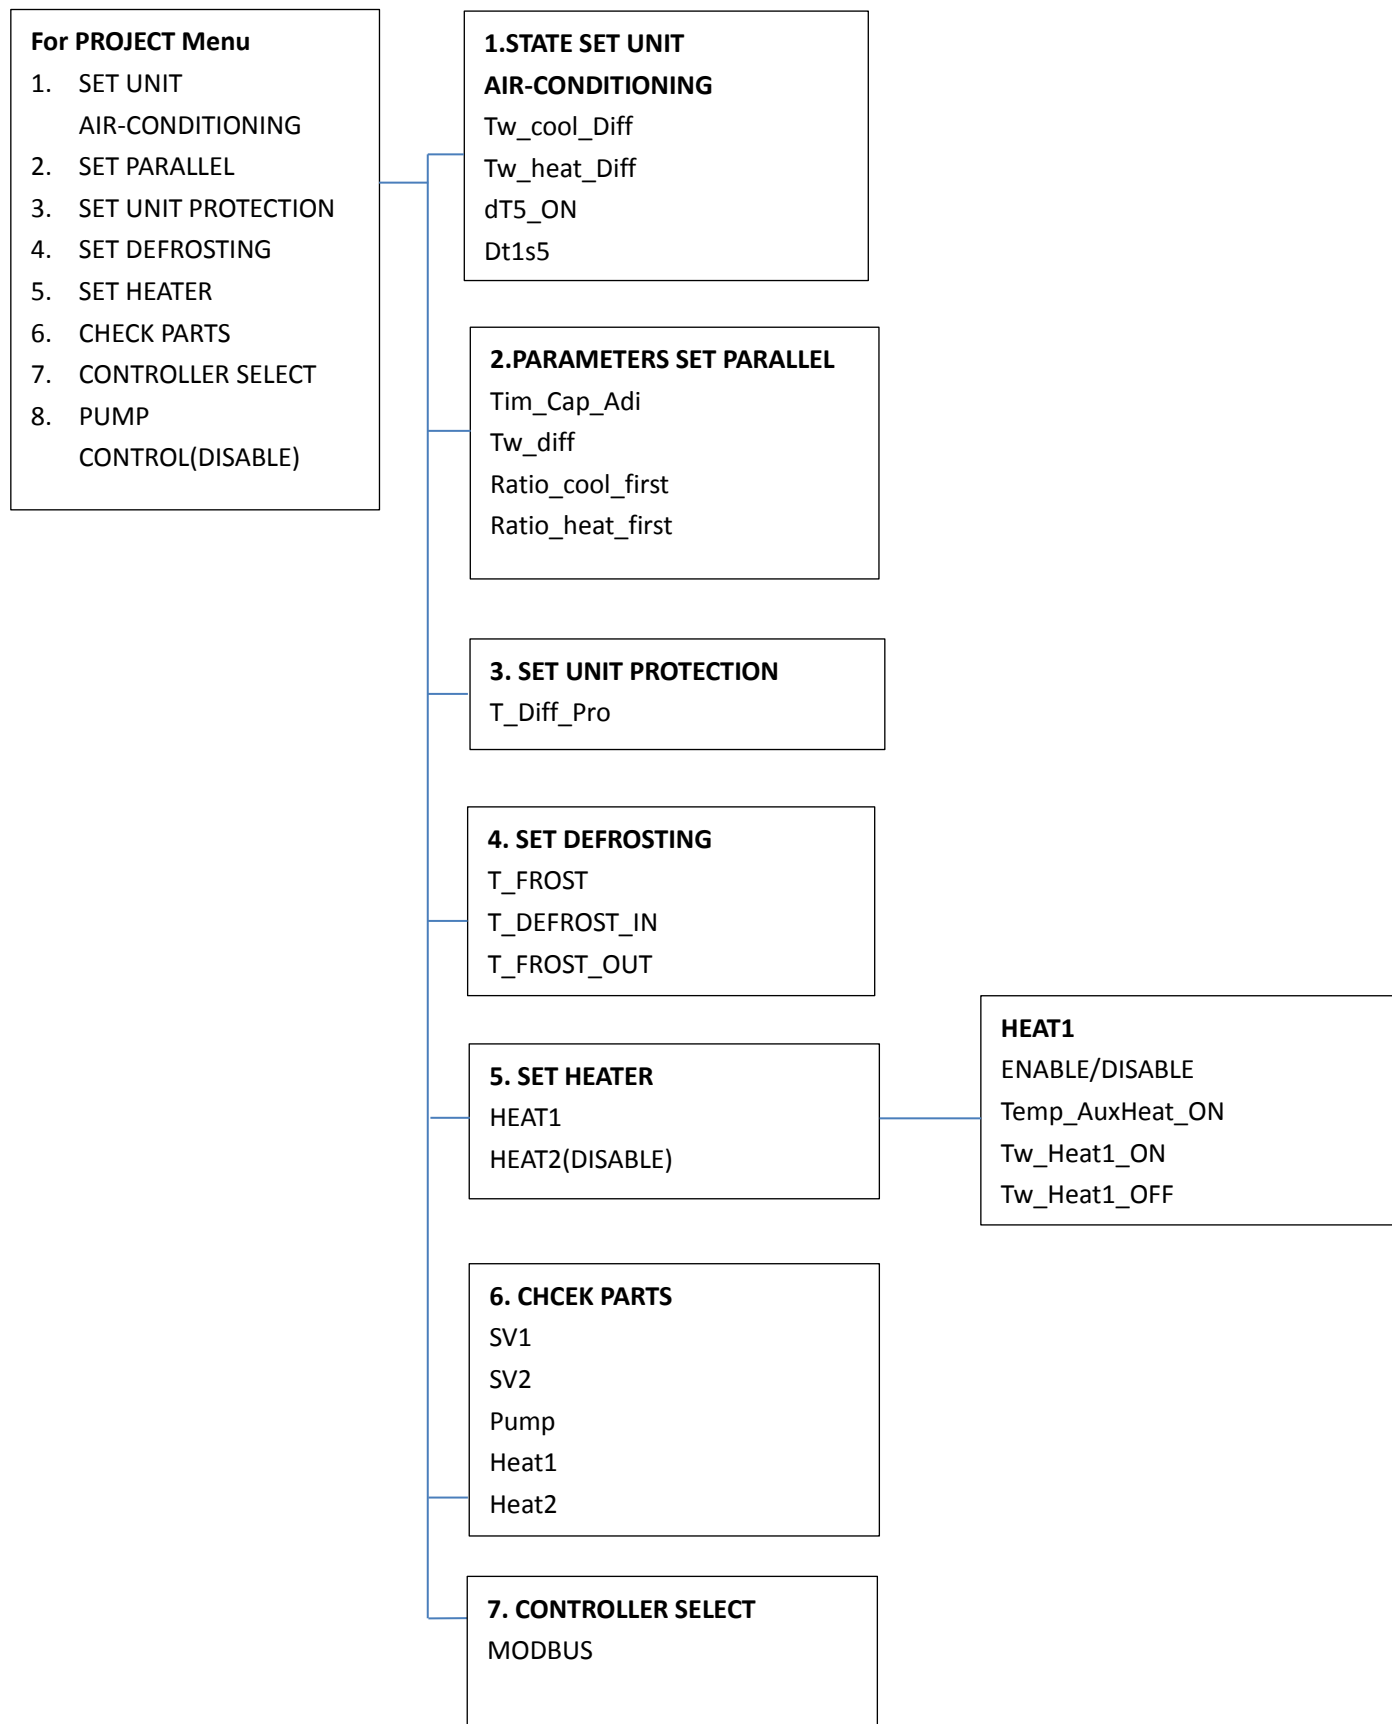 For PROJECT Menu
1. SET UNIT
AIR-CONDITIONING
2. SET PARALLEL
3. SET UNIT PROTECTION
4. SET DEFROSTING
5. SET HEATER
6. CHECK PARTS
7. CONTROLLER SELECT
8. PUMP
CONTROL(DISABLE)
1.STATE SET UNIT
AIR-CONDITIONING
Tw_cool_Diff
Tw_heat_Diff
dT5_ON
Dt1s5
2.PARAMETERS SET PARALLEL
Tim_Cap_Adi
Tw_diff
Ratio_cool_first
Ratio_heat_first
3. SET UNIT PROTECTION
T_Diff_Pro
4. SET DEFROSTING
T_FROST
T_DEFROST_IN
T_FROST_OUT
5. SET HEATER
HEAT1
HEAT2(DISABLE)
HEAT1
ENABLE/DISABLE
Temp_AuxHeat_ON
Tw_Heat1_ON
Tw_Heat1_OFF
6. CHCEK PARTS
SV1
SV2
Pump
Heat1
Heat2
7. CONTROLLER SELECT
MODBUS